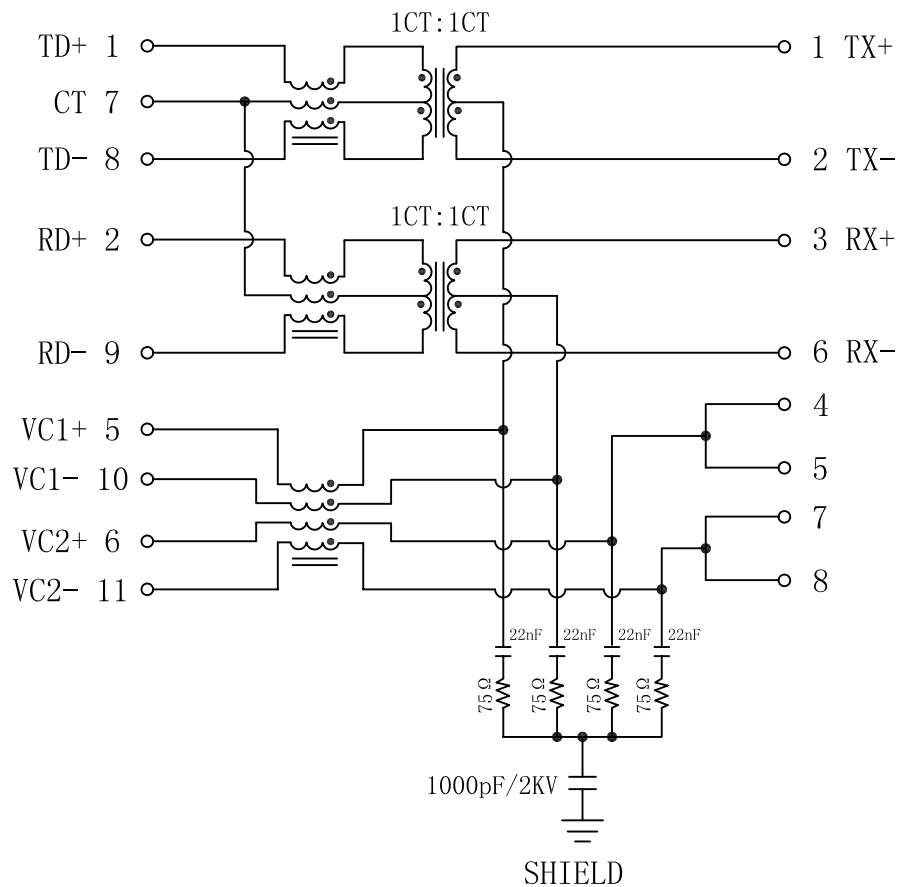 1CT:1CT
TD+ 1
1 TX+
CT 7
TD- 8
2 TX-
1CT:1CT
RD+ 2
3 RX+
RD- 9
6 RX-
4
VC1+ 5
5
VC1- 10
7
VC2+ 6
8
VC2- 11
22nF 22nF 22nF 22nF
75Ω 75Ω 75Ω 75Ω
1000pF/2KV
SHIELD